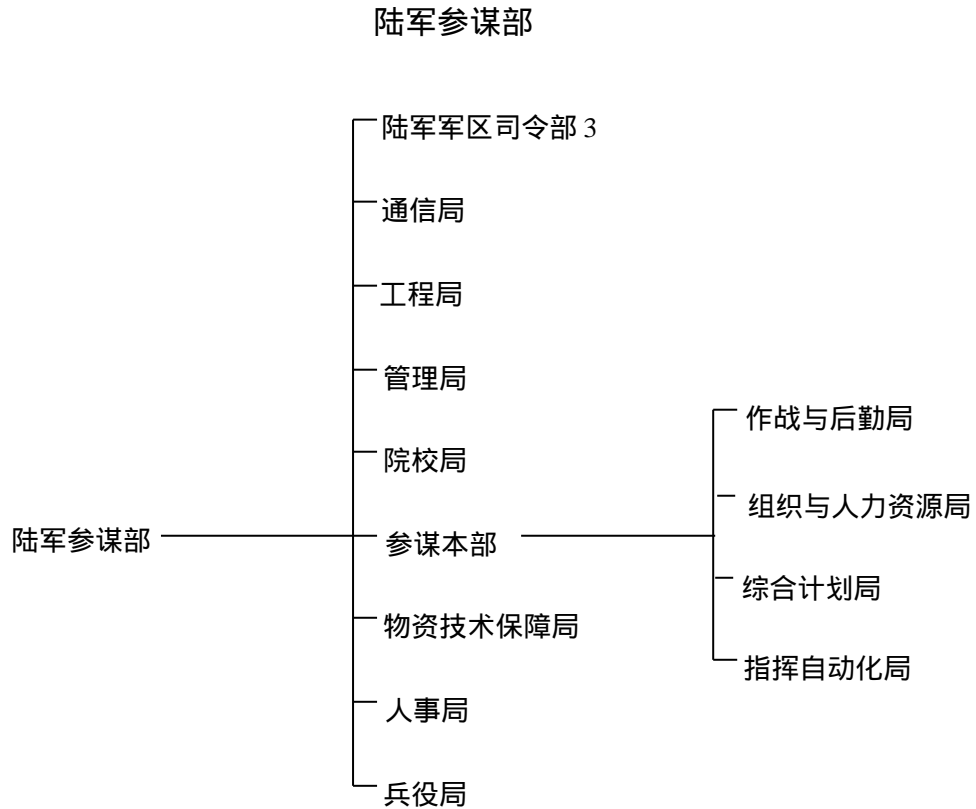 陆军参谋部
陆军军区司令部 3
通信局
工程局
管理局
院校局
陆军参谋部
参谋本部
物资技术保障局
人事局
兵役局
作战与后勤局
组织与人力资源局
综合计划局
指挥自动化局